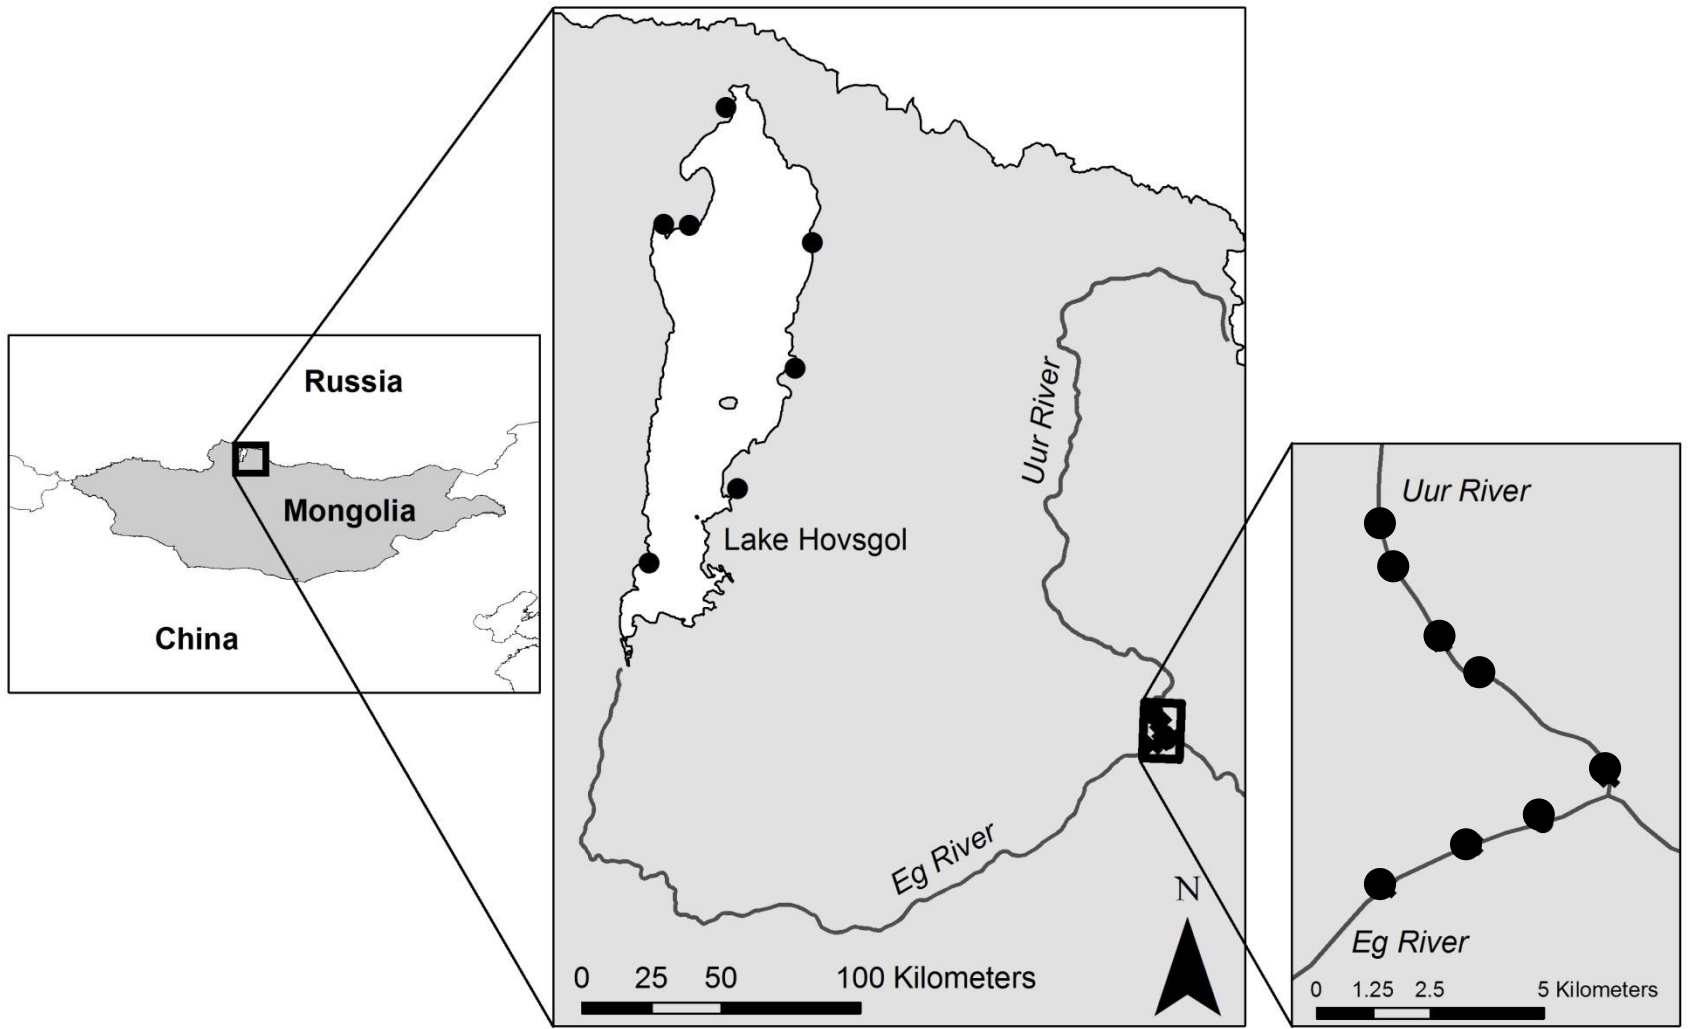 Russia
Mongolia
China
Uur River
Lake Hovsgol
Eg River
N
0 25 50 100 Kilometers
Uur River
Eg River
0 1.25 2.5 5 Kilometers